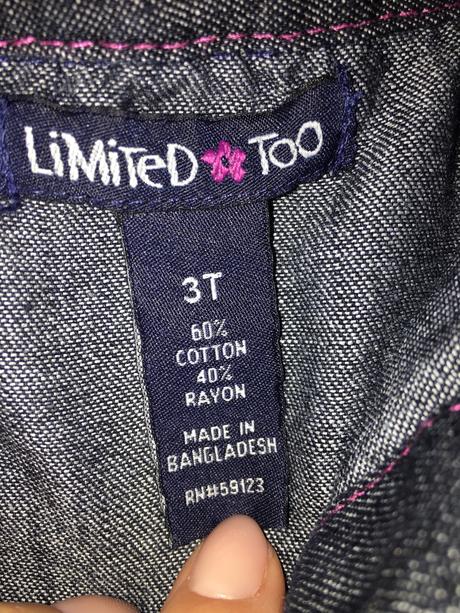 LiMiTeD TOO
3T
60%
COTTON
40%
RAYON
MADE IN
BANGLADESH
RN#59123